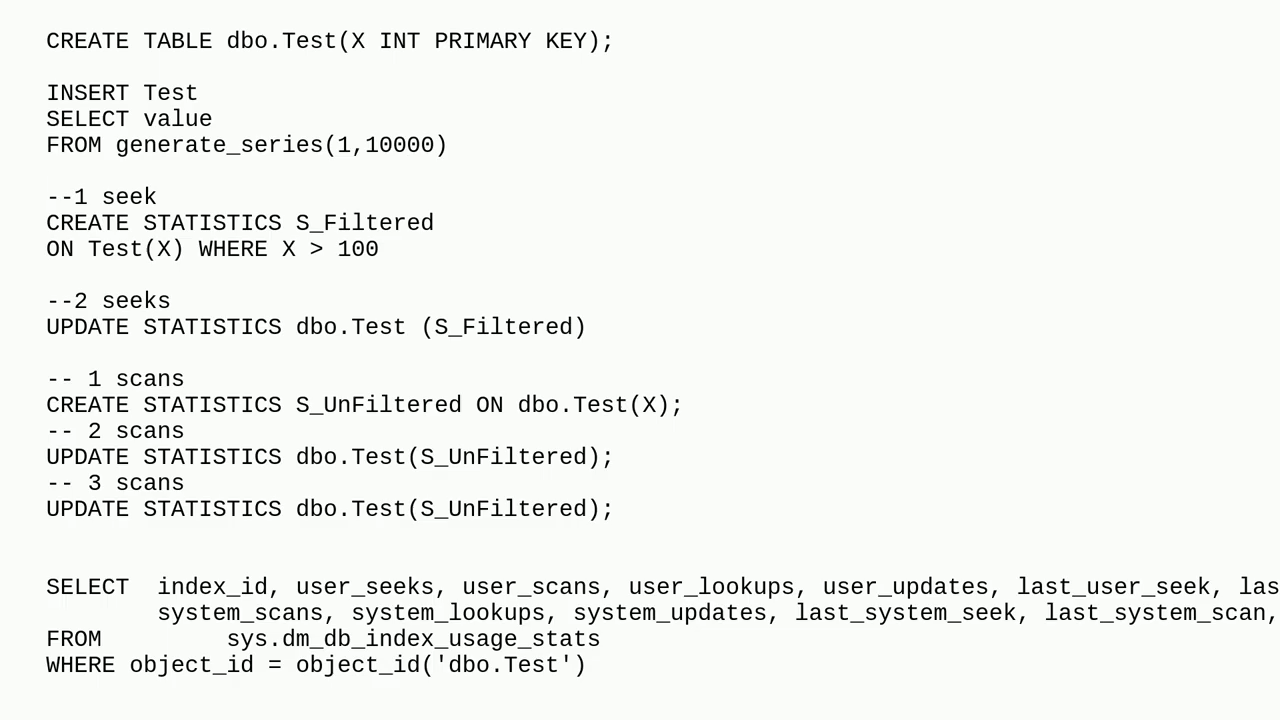 CREATE TABLE dbo.Test(X INT PRIMARY KEY);
INSERT Test
SELECT value
FROM generate_series(1,10000)
--1 seek
CREATE STATISTICS S_Filtered
ON Test(X) WHERE X > 100
--2 seeks
UPDATE STATISTICS dbo.Test (S_Filtered)
-- 1 scans
CREATE STATISTICS S_UnFiltered ON dbo.Test(X);
-- 2 scans
UPDATE STATISTICS dbo.Test(S_UnFiltered);
-- 3 scans
UPDATE STATISTICS dbo.Test(S_UnFiltered);
SELECT  index_id, user_seeks, user_scans, user_lookups, user_updates, last_user_seek, las
system_scans, system_lookups, system_updates, last_system_seek, last_system_scan,
FROM         sys.dm_db_index_usage_stats
WHERE object_id = object_id('dbo.Test')